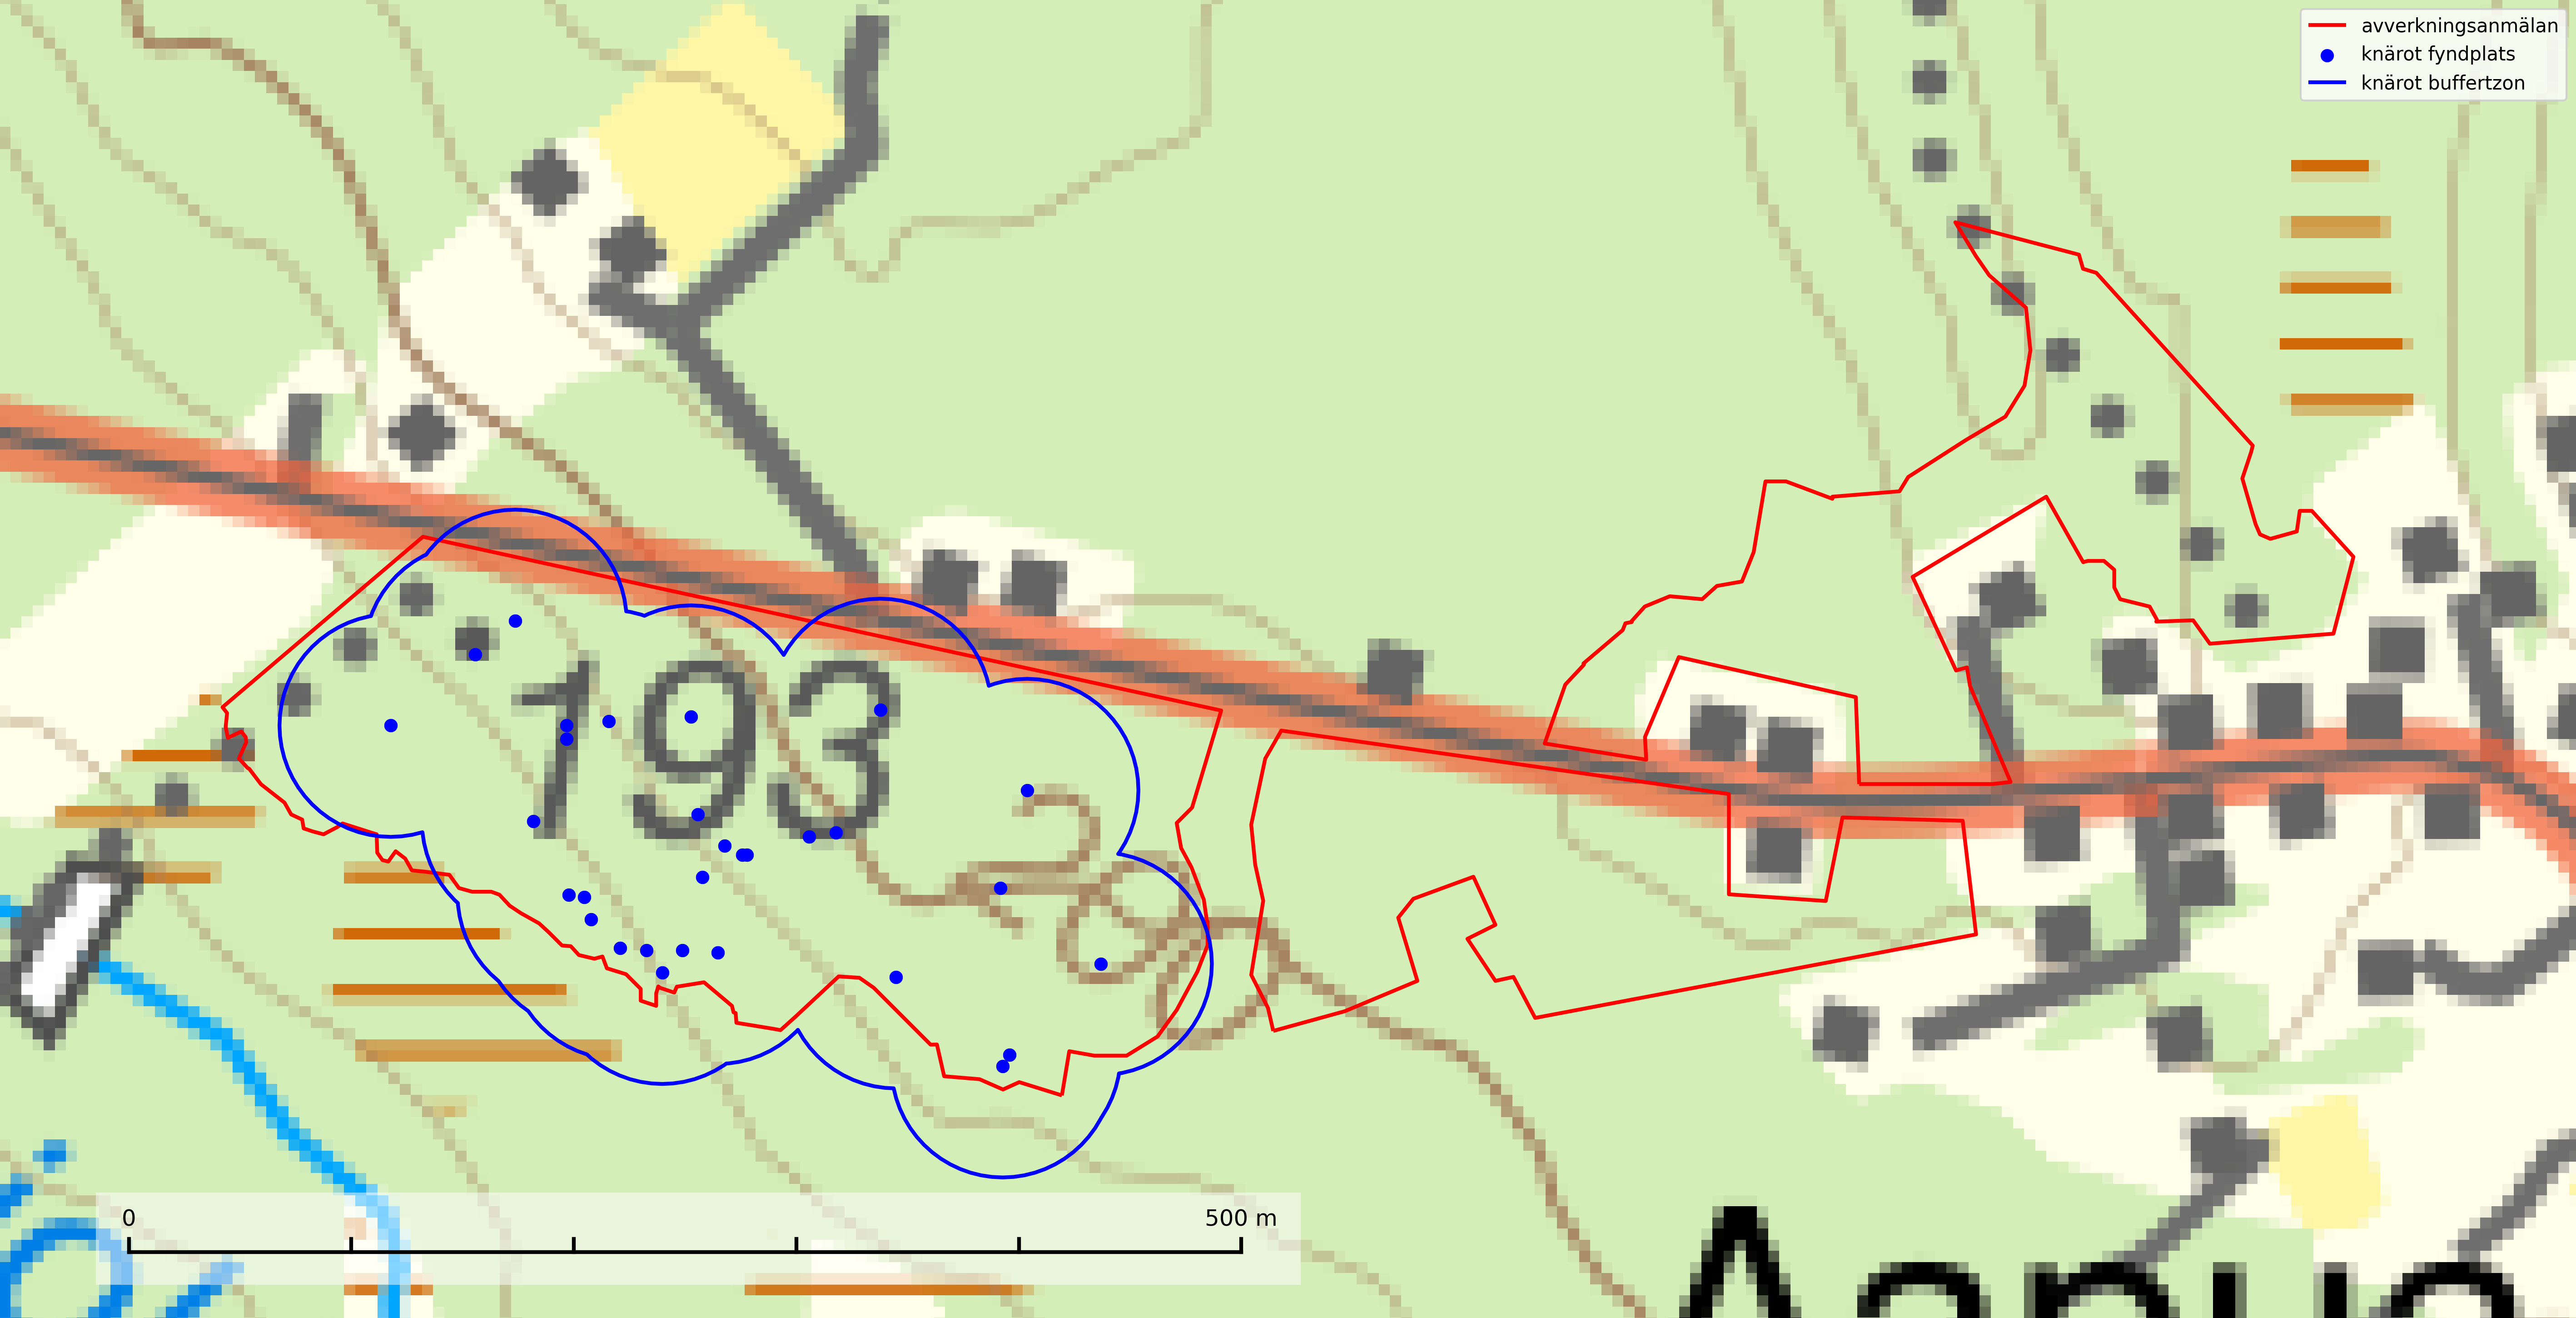 avverkningsanmälan
knärot fyndplats
knärot buffertzon
193
0
500 m